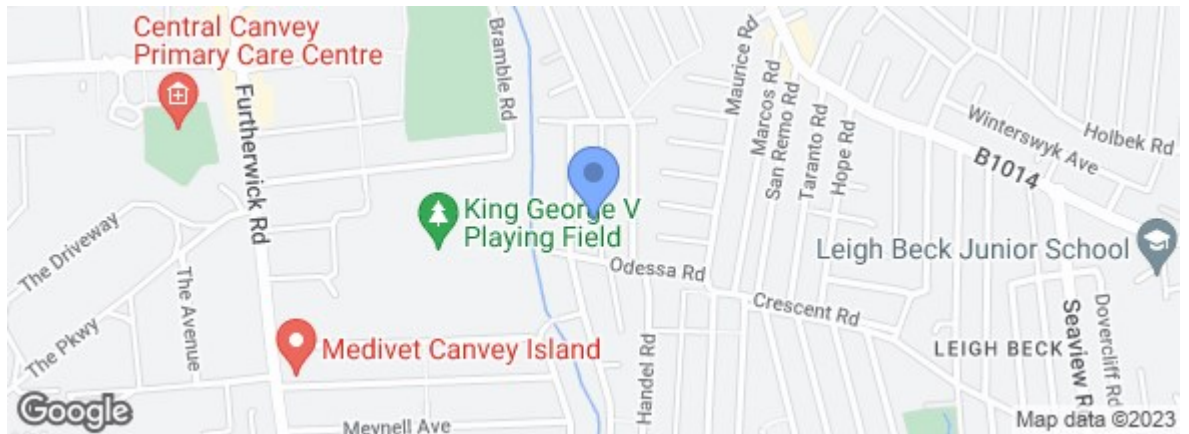 Central Canvey
Primary Care Centre
Furtherwick Rd
Bramble Rd
Maurice Rd
Marcos Rd
San Remo Rd
Taranto Rd
Hope Rd
Winterswyk Ave
Holbek Rd
B1014
King George V
Playing Field
The Driveway
The Avenue
The Pkwy
Odessa Rd
Leigh Beck Junior School
Crescent Rd
Medivet Canvey Island
Handel Rd
LEIGH BECK
Seaview Rd
Dovercliff Rd
Meynell Ave
Google
Map data ©2023